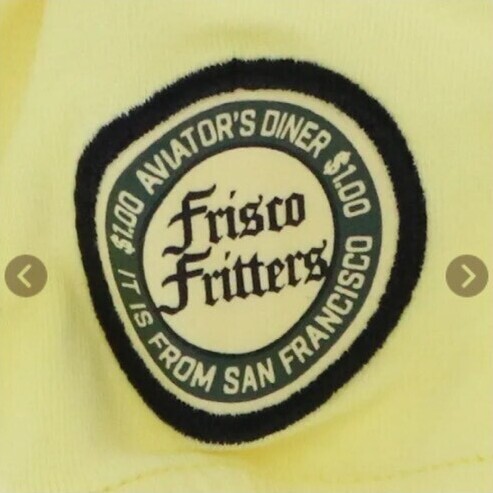 $1.00 AVIATOR'S DINER $1.00
Frisco
Fritters
IT IS FROM SAN FRANCISCO